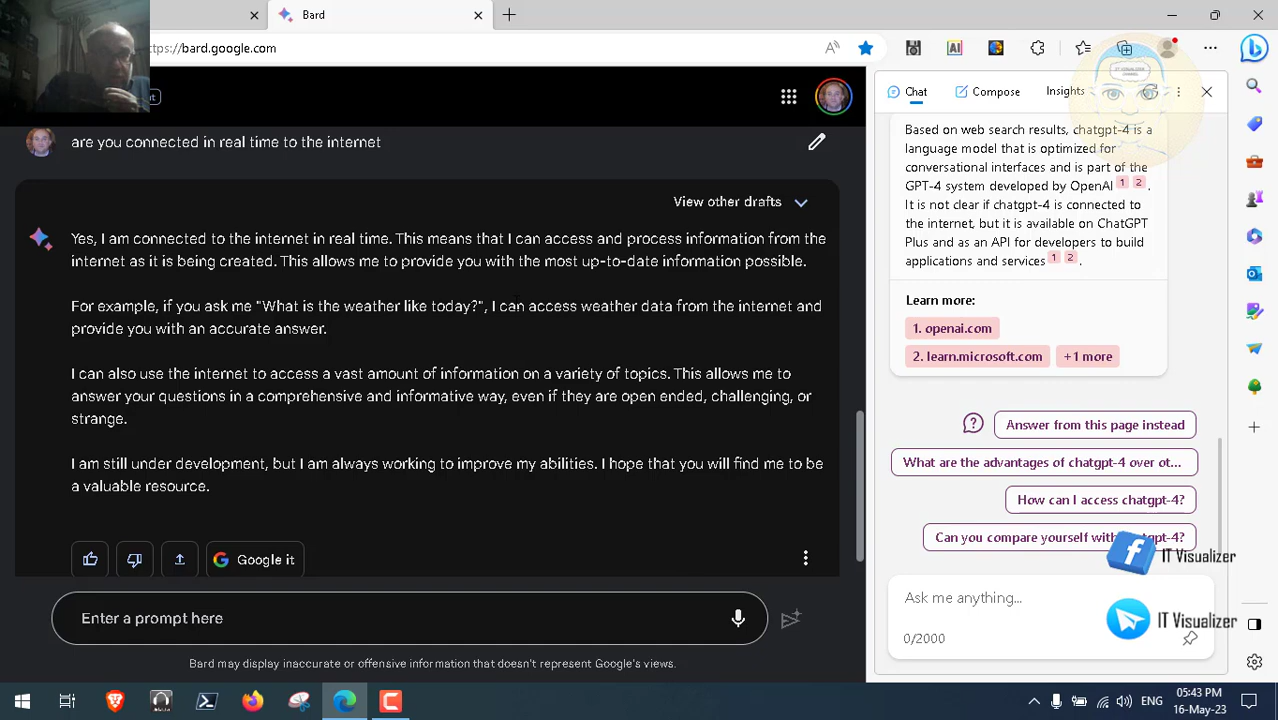 Bard
ttps://bard.google.com
are you connected in real time to the internet
View other drafts
Yes, I am connected to the internet in real time. This means that I can access and process information from the
internet as it is being created. This allows me to provide you with the most up-to-date information possible.
For example, if you ask me "What is the weather like today?", I can access weather data from the internet and
provide you with an accurate answer.
I can also use the internet to access a vast amount of information on a variety of topics. This allows me to
answer your questions in a comprehensive and informative way, even if they are open ended, challenging, or
strange.
I am still under development, but I am always working to improve my abilities. I hope that you will find me to be
a valuable resource.
Google it
Enter a prompt here
Bard may display inaccurate or offensive information that doesn't represent Google's views.
Chat Compose Insights
IT VISUALIZER
CHANNEL
Based on web search results, chatgpt-4 is a
language model that is optimized for
conversational interfaces and is part of the
GPT-4 system developed by OpenAI 1 2 .
It is not clear if chatgpt-4 is connected to
the internet, but it is available on ChatGPT
Plus and as an API for developers to build
applications and services 1 2 .
Learn more:
1. openai.com
2. learn.microsoft.com +1 more
Answer from this page instead
What are the advantages of chatgpt-4 over ot...
How can I access chatgpt-4?
Can you compare yourself with gpt-4?
IT Visualizer
Ask me anything...
IT Visualizer
0/2000
ENG
05:43 PM
16-May-23